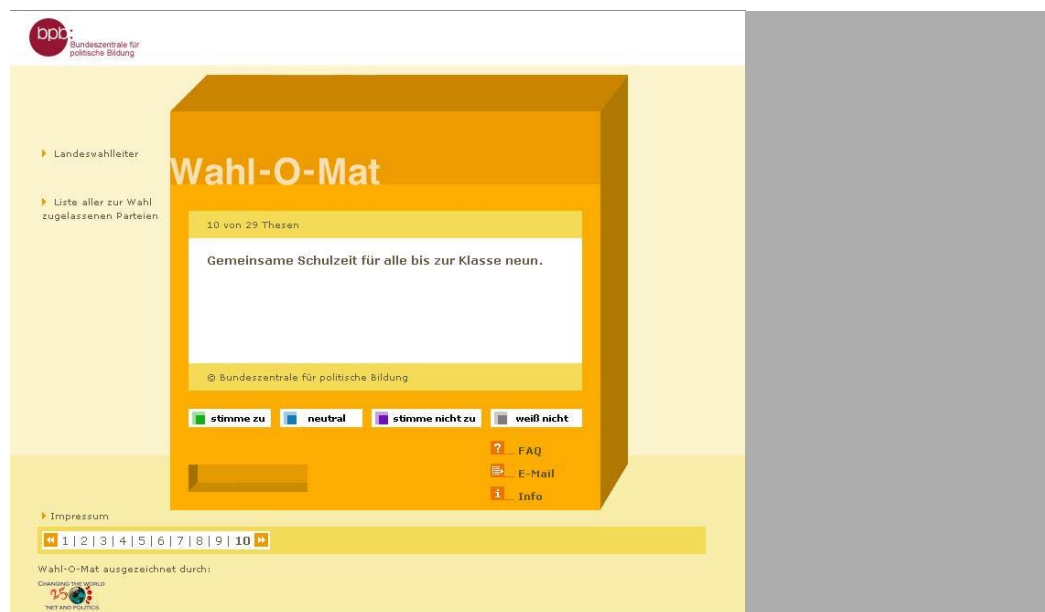 bpb:
Bundeszentrale für
politische Bildung
Landeswahlleiter
Liste aller zur Wahl
zugelassenen Parteien
Wahl-O-Mat
10 von 29 Thesen
Gemeinsame Schulzeit für alle bis zur Klasse neun.
© Bundeszentrale für politische Bildung
stimme zu neutral stimme nicht zu weiß nicht
? FAQ
E-Mail
i Info
Impressum
1 | 2 | 3 | 4 | 5 | 6 | 7 | 8 | 9 | 10
Wahl-O-Mat ausgezeichnet durch:
CHANGING THE WORLD
25
NET AND POLITICS